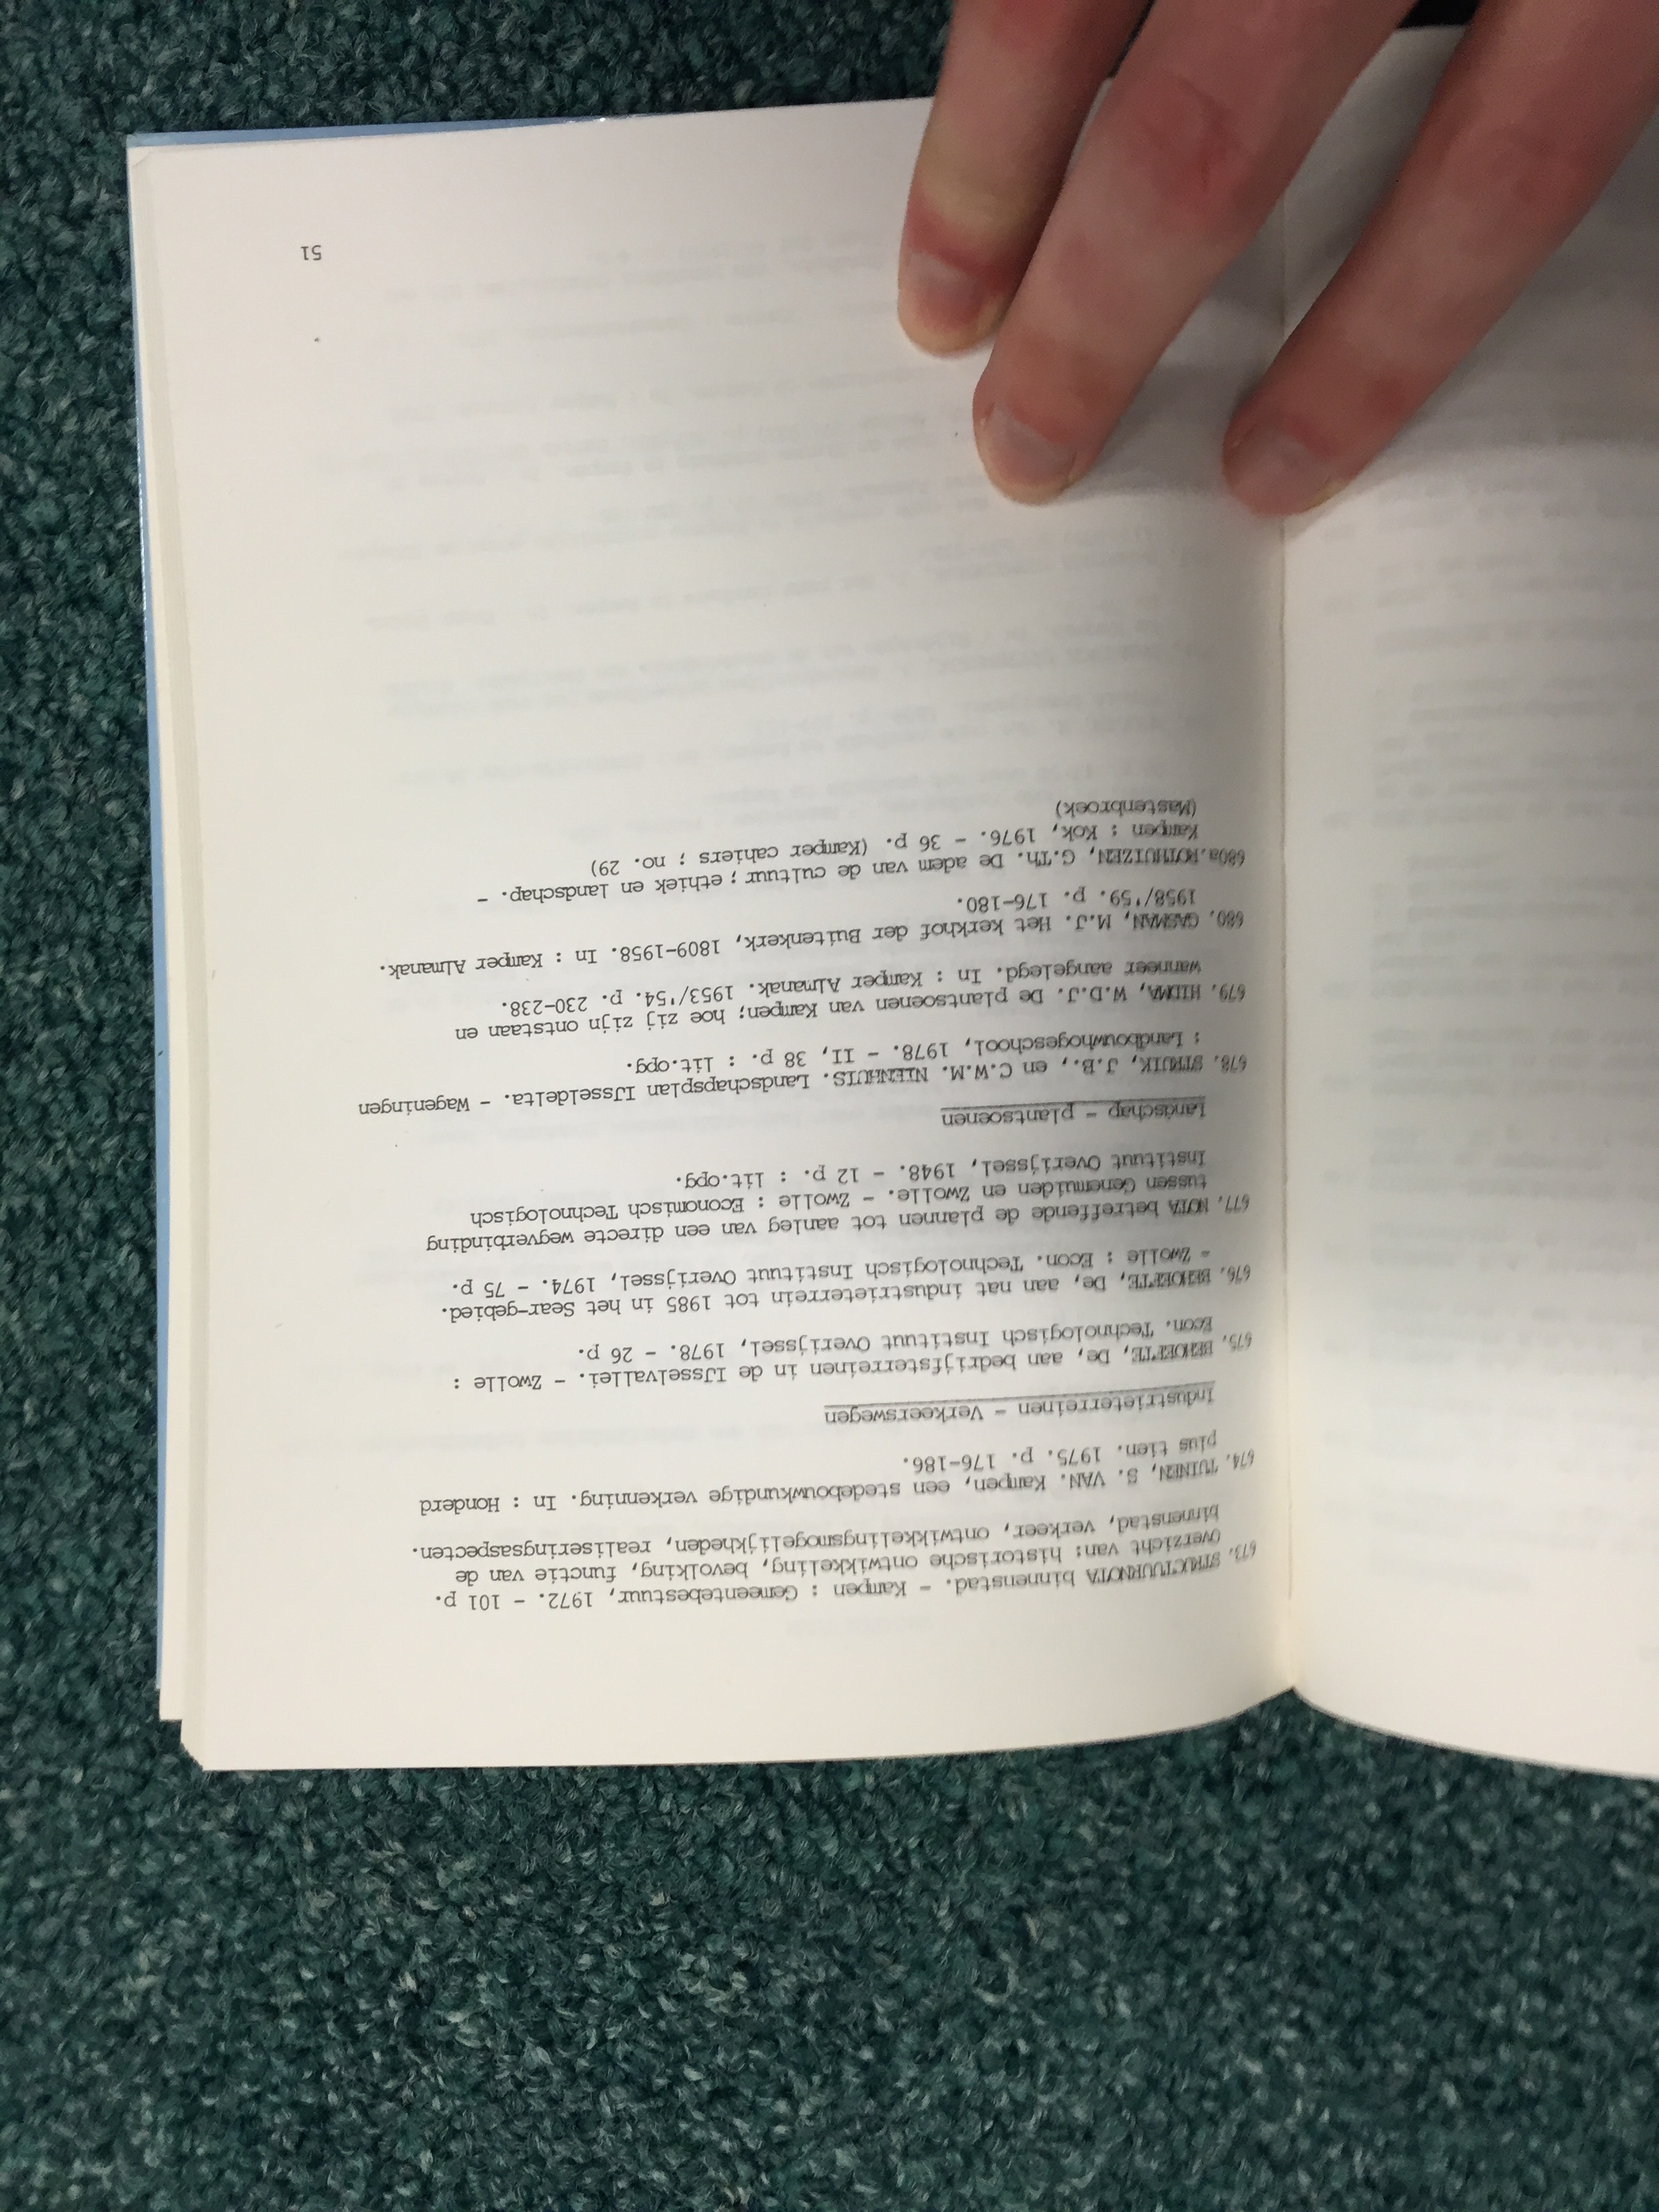 673. STRUCTUURNOTA binnenstad. - Kampen : Gemeentebestuur, 1972. - 101 p.
overzicht van: historische ontwikkeling, bevolking, functie van de
binnenstad, verkeer, ontwikkelingsmogelijkheden, realiseringsaspecten.
674. TUINEN, S. VAN. Kampen, een stedebouwkundige verkenning. In : Honderd
plus tien. 1975. p. 176-186.
Industrieterreinen - Verkeerswegen
675. BEHOEFTE, De, aan bedrijfsterreinen in de IJsselvallei. - Zwolle :
Econ. Technologisch Instituut Overijssel, 1978. - 26 p.
676. BEHOEFTE, De, aan nat industrieterrein tot 1985 in het Sear-gebied.
- Zwolle : Econ. Technologisch Instituut Overijssel, 1974. - 75 p.
677. NOTA betreffende de plannen tot aanleg van een directe wegverbinding
tussen Genemuiden en Zwolle. - Zwolle : Economisch Technologisch
Instituut Overijssel, 1948. - 12 p. : lit.opg.
Landschap - plantsoenen
678. STRUIK, J.B., en C.W.M. NIENHUIS. Landschapsplan IJsseldelta. - Wageningen
: Landbouwhogeschool, 1978. - II, 38 p. : lit.opg.
679. HIDMA, W.D.J. De plantsoenen van Kampen; hoe zij zijn ontstaan en
wanneer aangelegd. In : Kamper Almanak. 1953/'54. p. 230-238.
680. GASMAN, M.J. Het kerkhof der Buitenkerk, 1809-1958. In : Kamper Almanak.
1958/'59. p. 176-180.
680a.ROTHUIZEN, G.Th. De adem van de cultuur ; ethiek en landschap. -
Kampen : Kok, 1976. - 36 p. (Kamper cahiers ; no. 29)
(Mastenbroek)
51